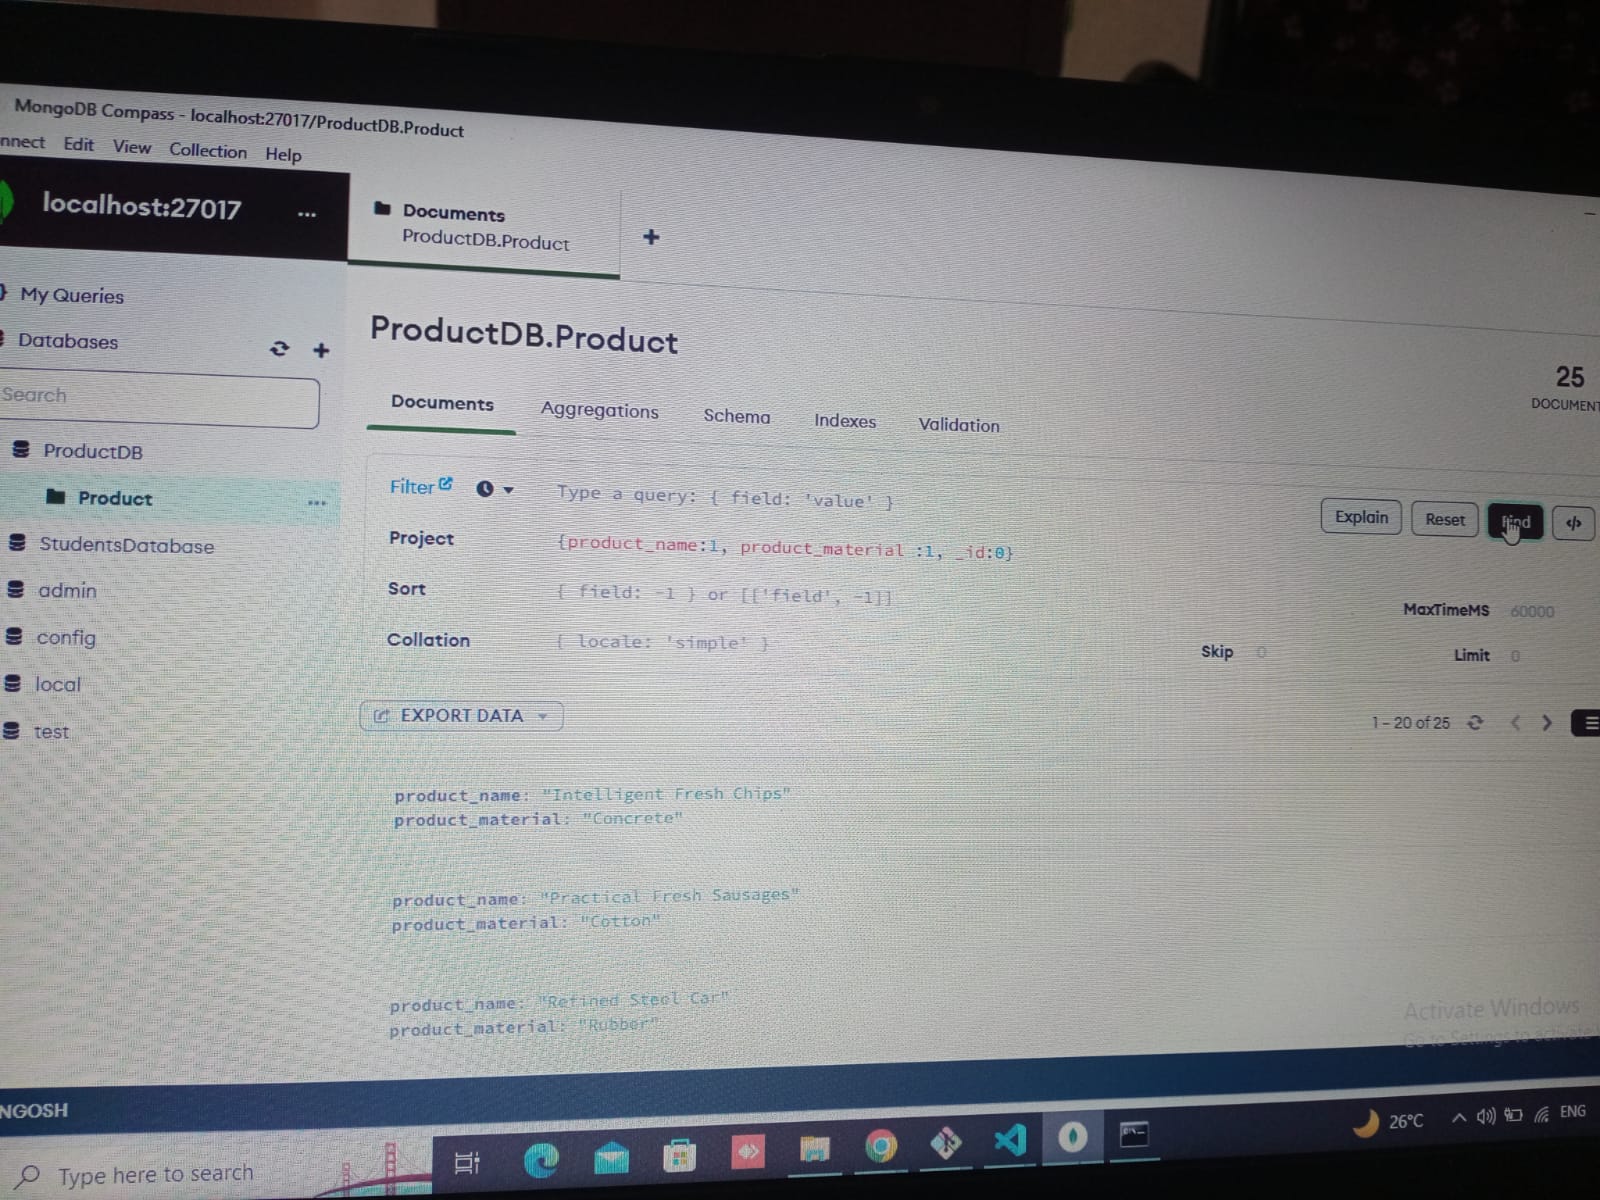 MongoDB Compass - localhost:27017/ProductDB.Product
nnect Edit View Collection Help
localhost:27017 ...
Documents
ProductDB.Product
+
My Queries
Databases
Search
ProductDB
Product ...
StudentsDatabase
admin
config
local
test
ProductDB.Product
25
DOCUMENT
Documents Aggregations Schema Indexes Validation
Filter Type a query: { field: 'value' }
Explain Reset Find </>
Project {product_name:1, product_material :1, _id:0}
Sort { field: -1 } or [['field', -1]]
MaxTimeMS 60000
Collation { locale: 'simple' }
Skip 0 Limit 0
EXPORT DATA
1 – 20 of 25
product_name: "Intelligent Fresh Chips"
product_material: "Concrete"
product_name: "Practical Fresh Sausages"
product_material: "Cotton"
product_name: "Refined Steel Car"
product_material: "Rubber"
Activate Windows
Go to Settings to activate
NGOSH
Type here to search
26°C ENG